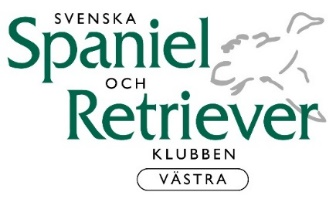 SVENSKA
Spaniel
OCH
Retriever
KLUBBEN
VÄSTRA